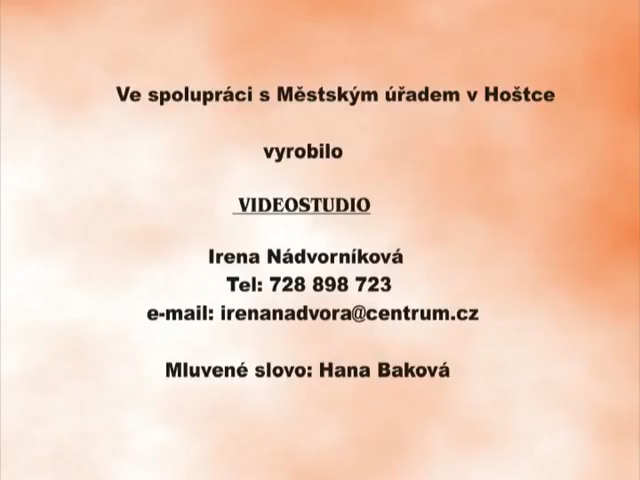 Ve spolupráci s Městským úřadem v Hoštce
vyrobilo
VIDEOSTUDIO
Irena Nádvorníková
Tel: 728 898 723
e-mail: irenanadvora@centrum.cz
Mluvené slovo: Hana Baková